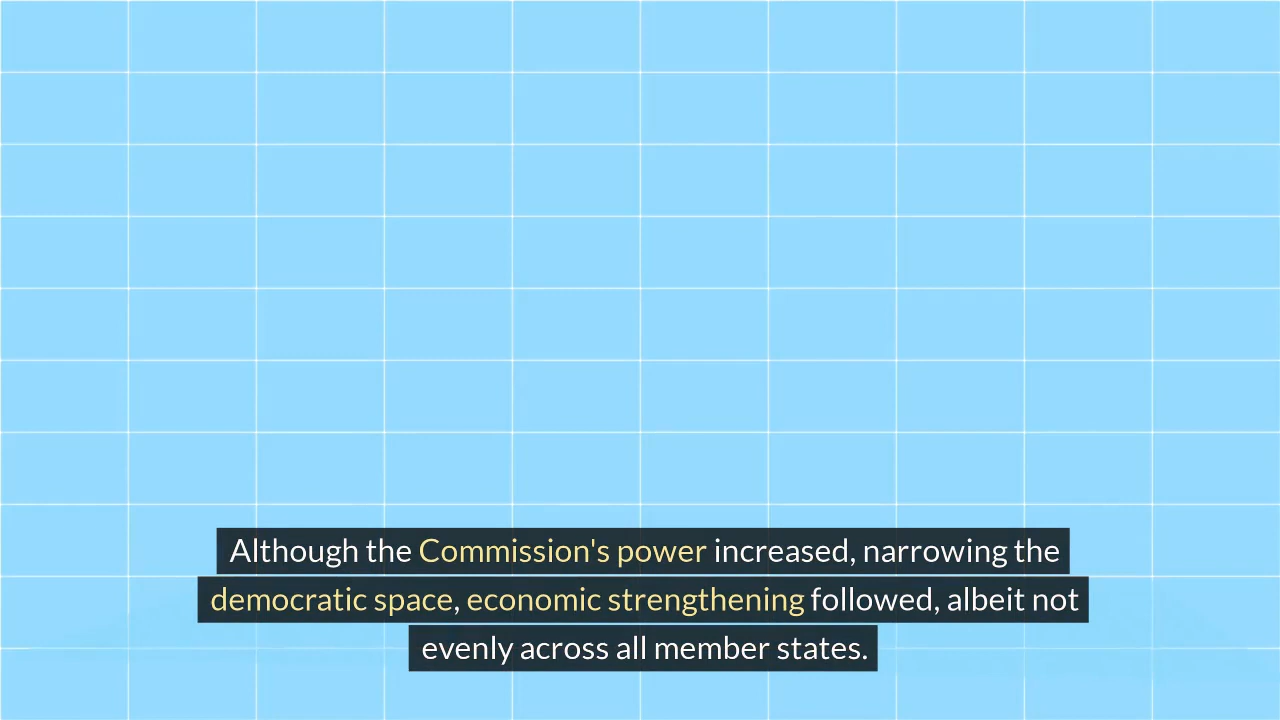 Although the Commission's power increased, narrowing the
democratic space, economic strengthening followed, albeit not
evenly across all member states.